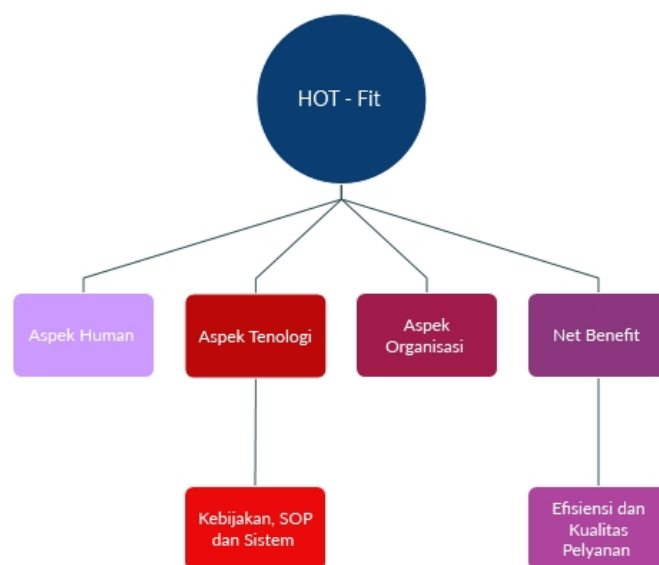 HOT - Fit
Aspek Human
Aspek Tenologi
Aspek
Organisasi
Net Benefit
Kebijakan, SOP
dan Sistem
Efisiensi dan
Kualitas
Pelyanan